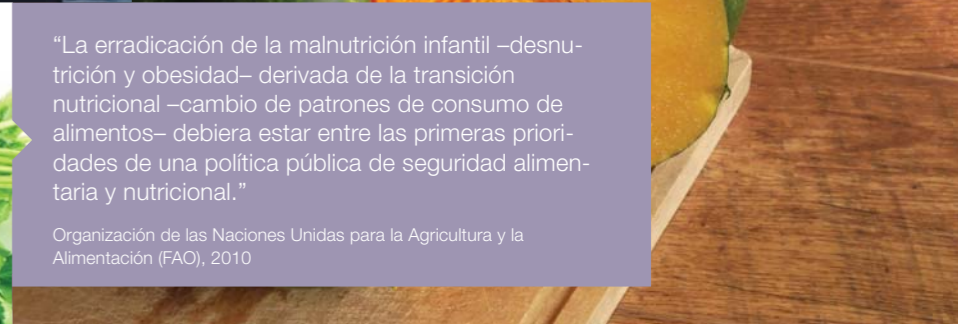 “La erradicación de la malnutrición infantil –desnu-
trición y obesidad– derivada de la transición
nutricional –cambio de patrones de consumo de
alimentos– debiera estar entre las primeras priori-
dades de una política pública de seguridad alimen-
taria y nutricional.”
Organización de las Naciones Unidas para la Agricultura y la
Alimentación (FAO), 2010